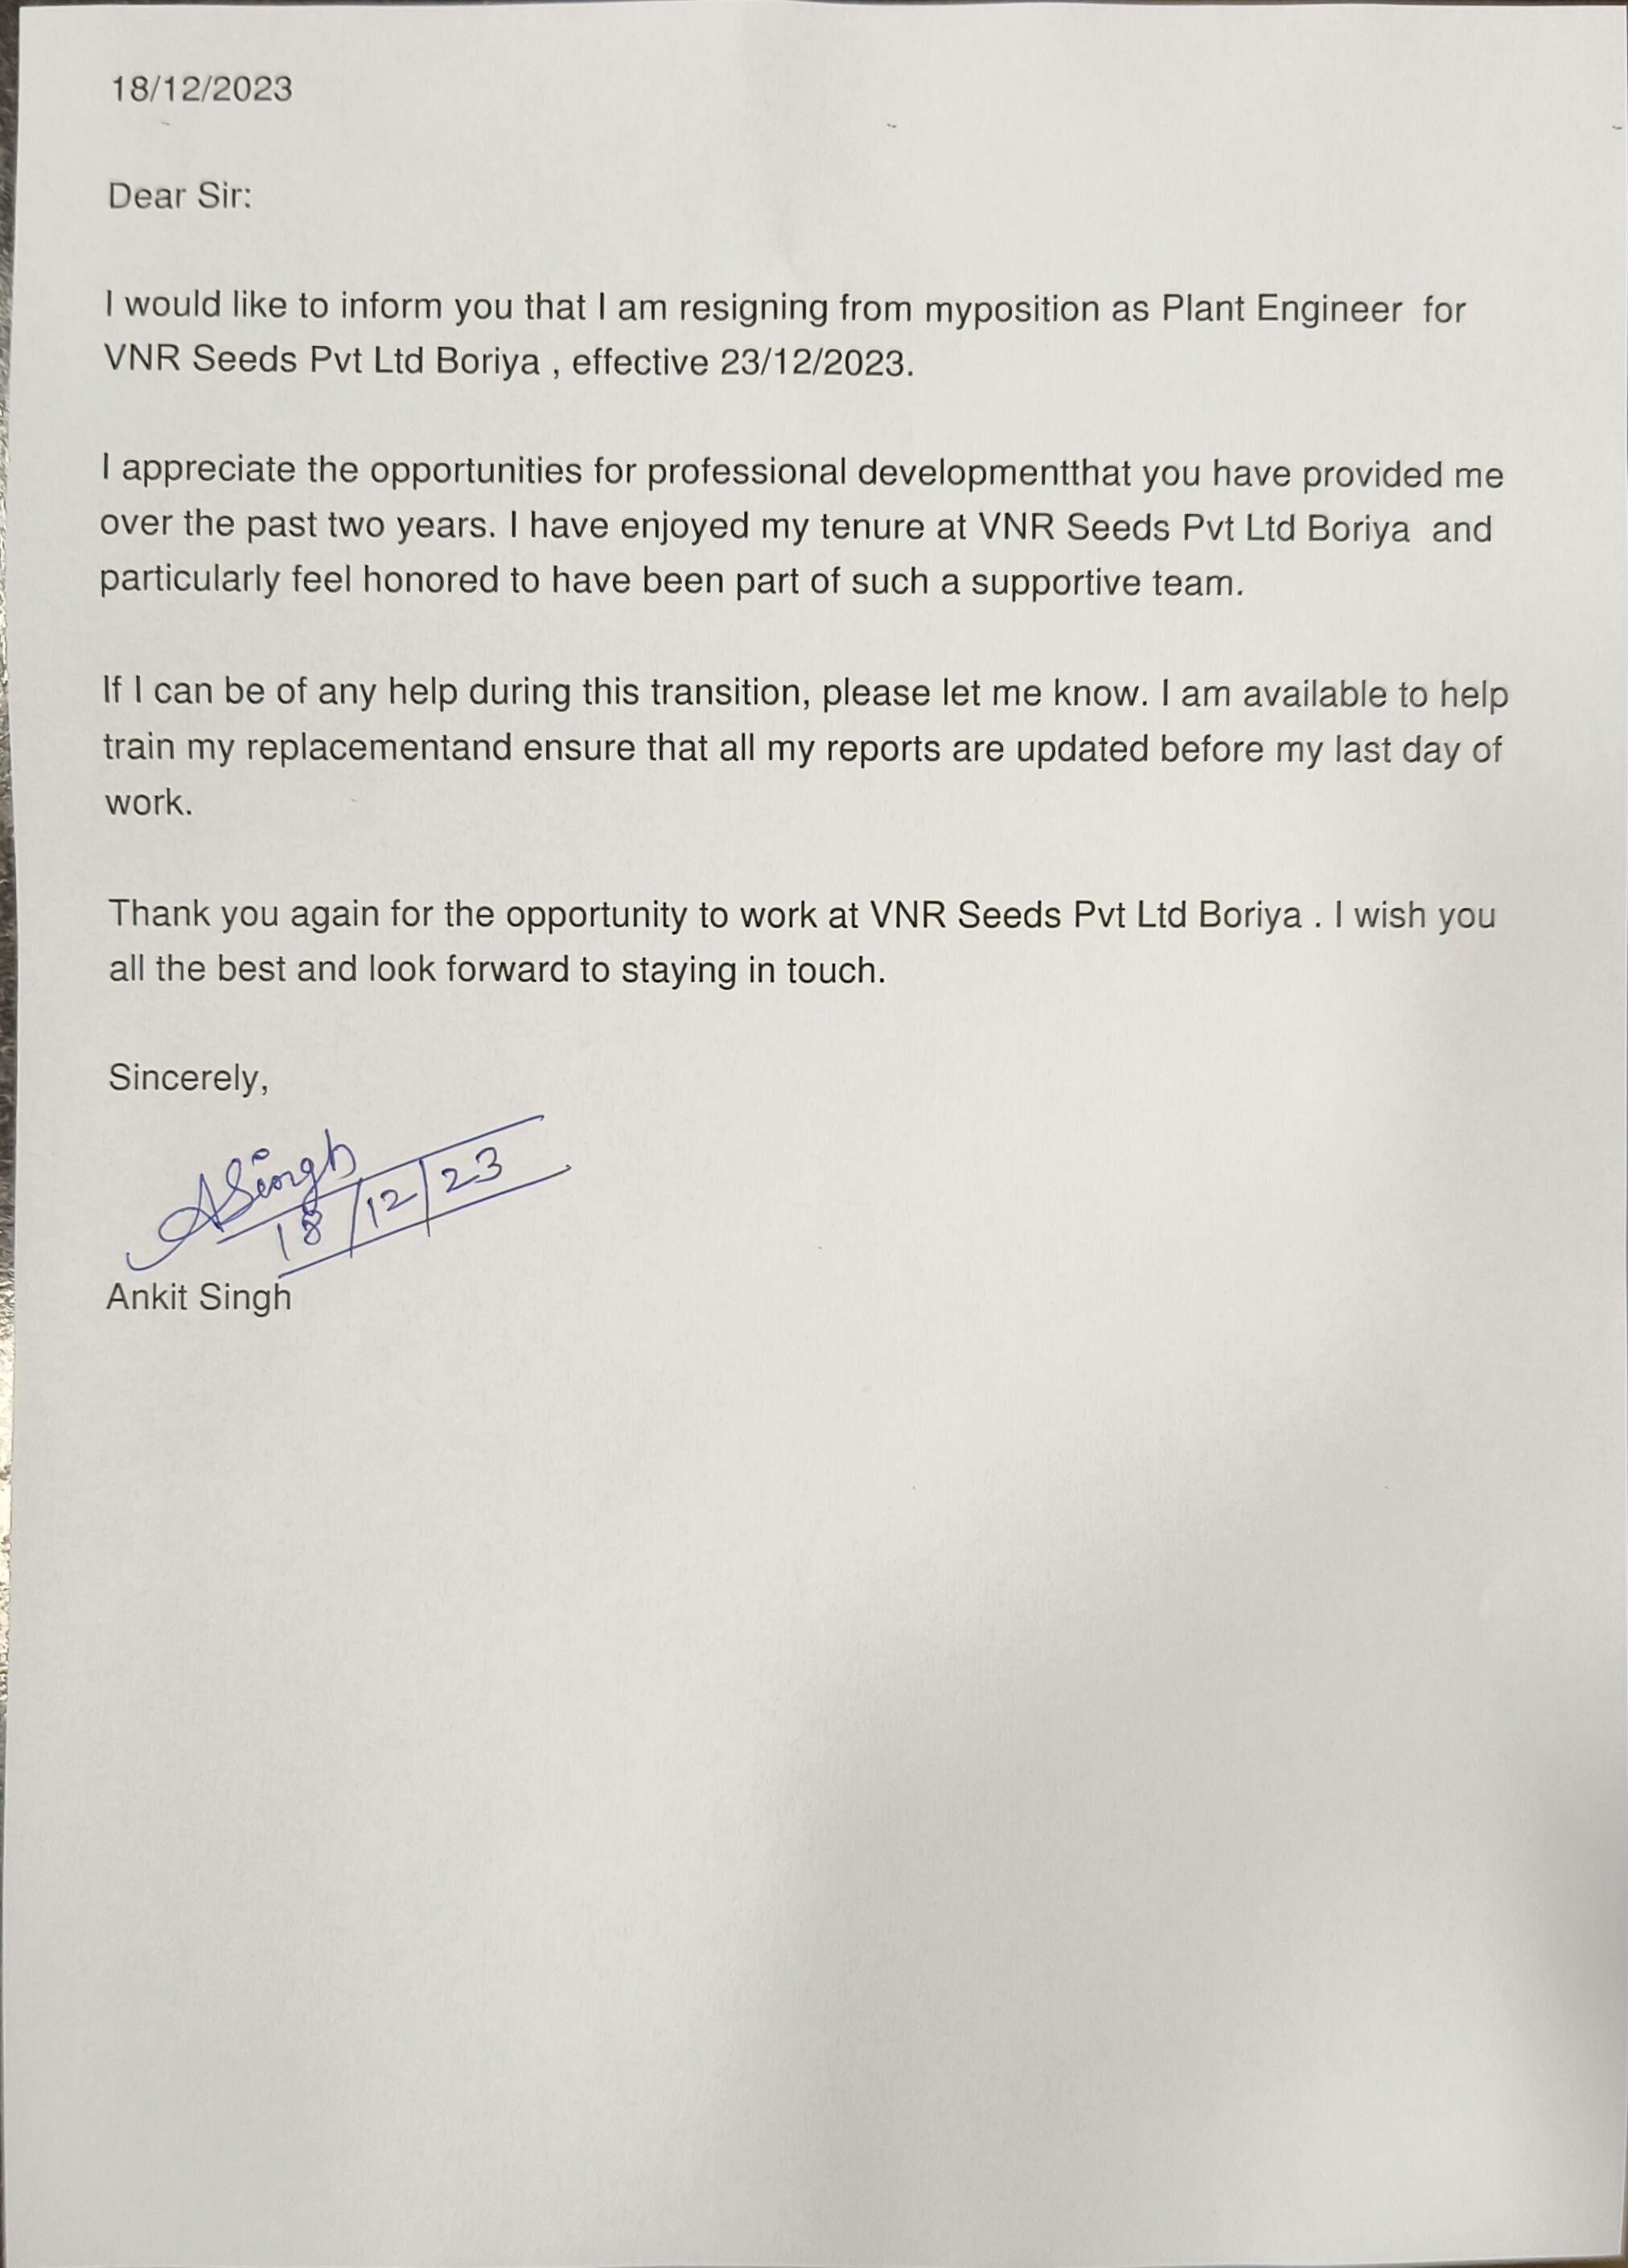 18/12/2023
Dear Sir:
I would like to inform you that I am resigning from myposition as Plant Engineer  for
VNR Seeds Pvt Ltd Boriya , effective 23/12/2023.
I appreciate the opportunities for professional developmentthat you have provided me
over the past two years. I have enjoyed my tenure at VNR Seeds Pvt Ltd Boriya  and
particularly feel honored to have been part of such a supportive team.
If I can be of any help during this transition, please let me know. I am available to help
train my replacementand ensure that all my reports are updated before my last day of
work.
Thank you again for the opportunity to work at VNR Seeds Pvt Ltd Boriya . I wish you
all the best and look forward to staying in touch.
Sincerely,
ASingh
18/12/23
Ankit Singh